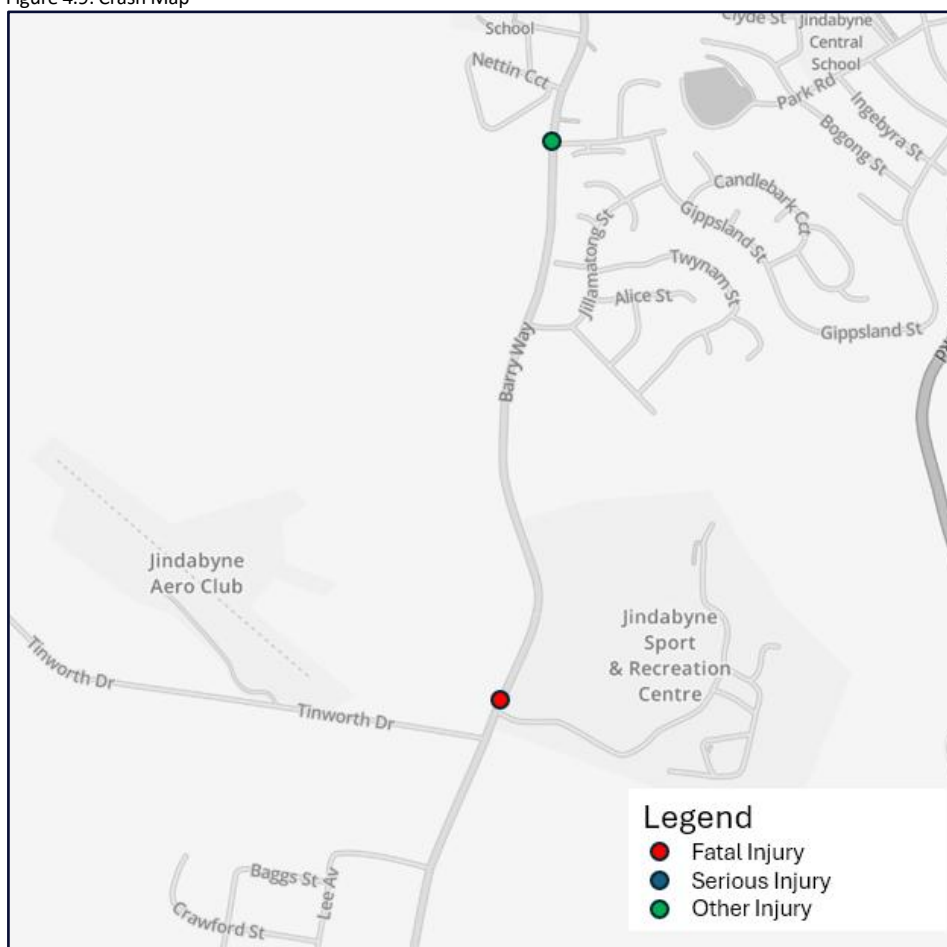 Figure 4.9: Crash Map
School
Clyde St
Jindabyne
Central
School
Nettin Cct
Park Rd
Ingebyra St
Bogong St
Candlebark Cct
Gippsland St
Jillamatong St
Twynam St
Alice St
Gippsland St
Barry Way
Jindabyne
Aero Club
Jindabyne
Sport
& Recreation
Centre
Tinworth Dr
Tinworth Dr
Baggs St
Lee Av
Crawford St
Legend
Fatal Injury
Serious Injury
Other Injury